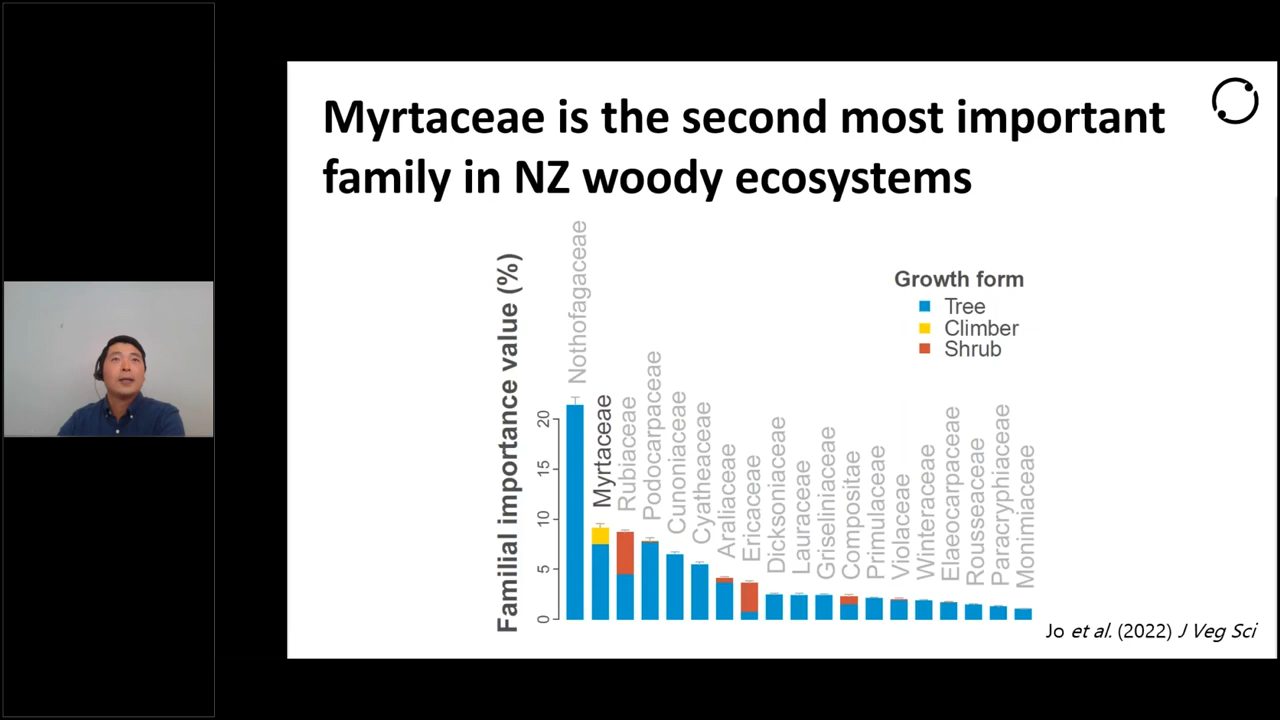 Myrtaceae is the second most important
family in NZ woody ecosystems
Familial importance value (%)
20
15
10
5
0
Nothofagaceae
Myrtaceae
Rubiaceae
Podocarpaceae
Cunoniaceae
Cyatheaceae
Araliaceae
Ericaceae
Dicksoniaceae
Lauraceae
Griseliniaceae
Compositae
Primulaceae
Violaceae
Winteraceae
Elaeocarpaceae
Rousseaceae
Paracryphiaceae
Monimiaceae
Growth form
Tree
Climber
Shrub
Jo et al. (2022) J Veg Sci